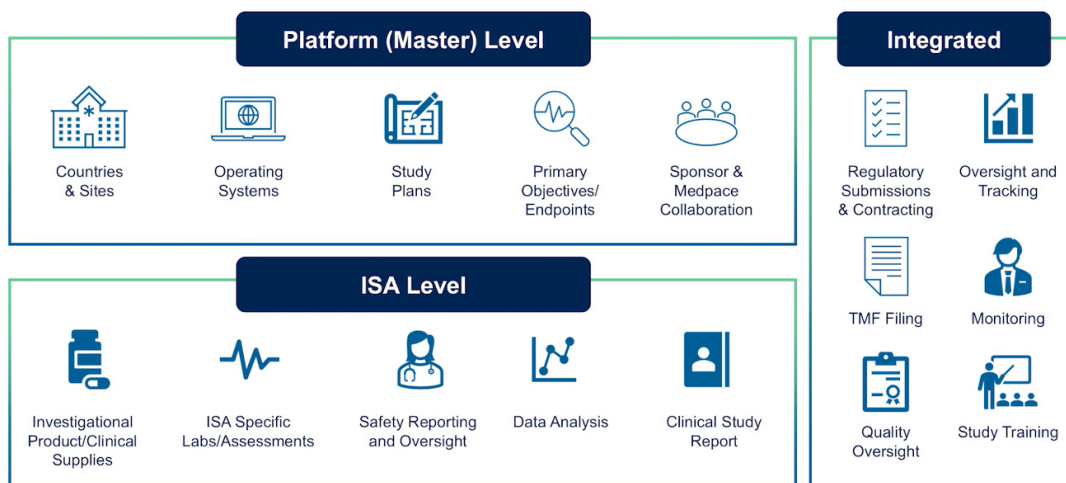 Platform (Master) Level
Countries
& Sites
Operating
Systems
Study
Plans
Primary
Objectives/
Endpoints
Sponsor &
Medpace
Collaboration
ISA Level
Investigational
Product/Clinical
Supplies
ISA Specific
Labs/Assessments
Safety Reporting
and Oversight
Data Analysis
Clinical Study
Report
Integrated
Regulatory
Submissions
& Contracting
Oversight and
Tracking
TMF Filing
Monitoring
Quality
Oversight
Study Training